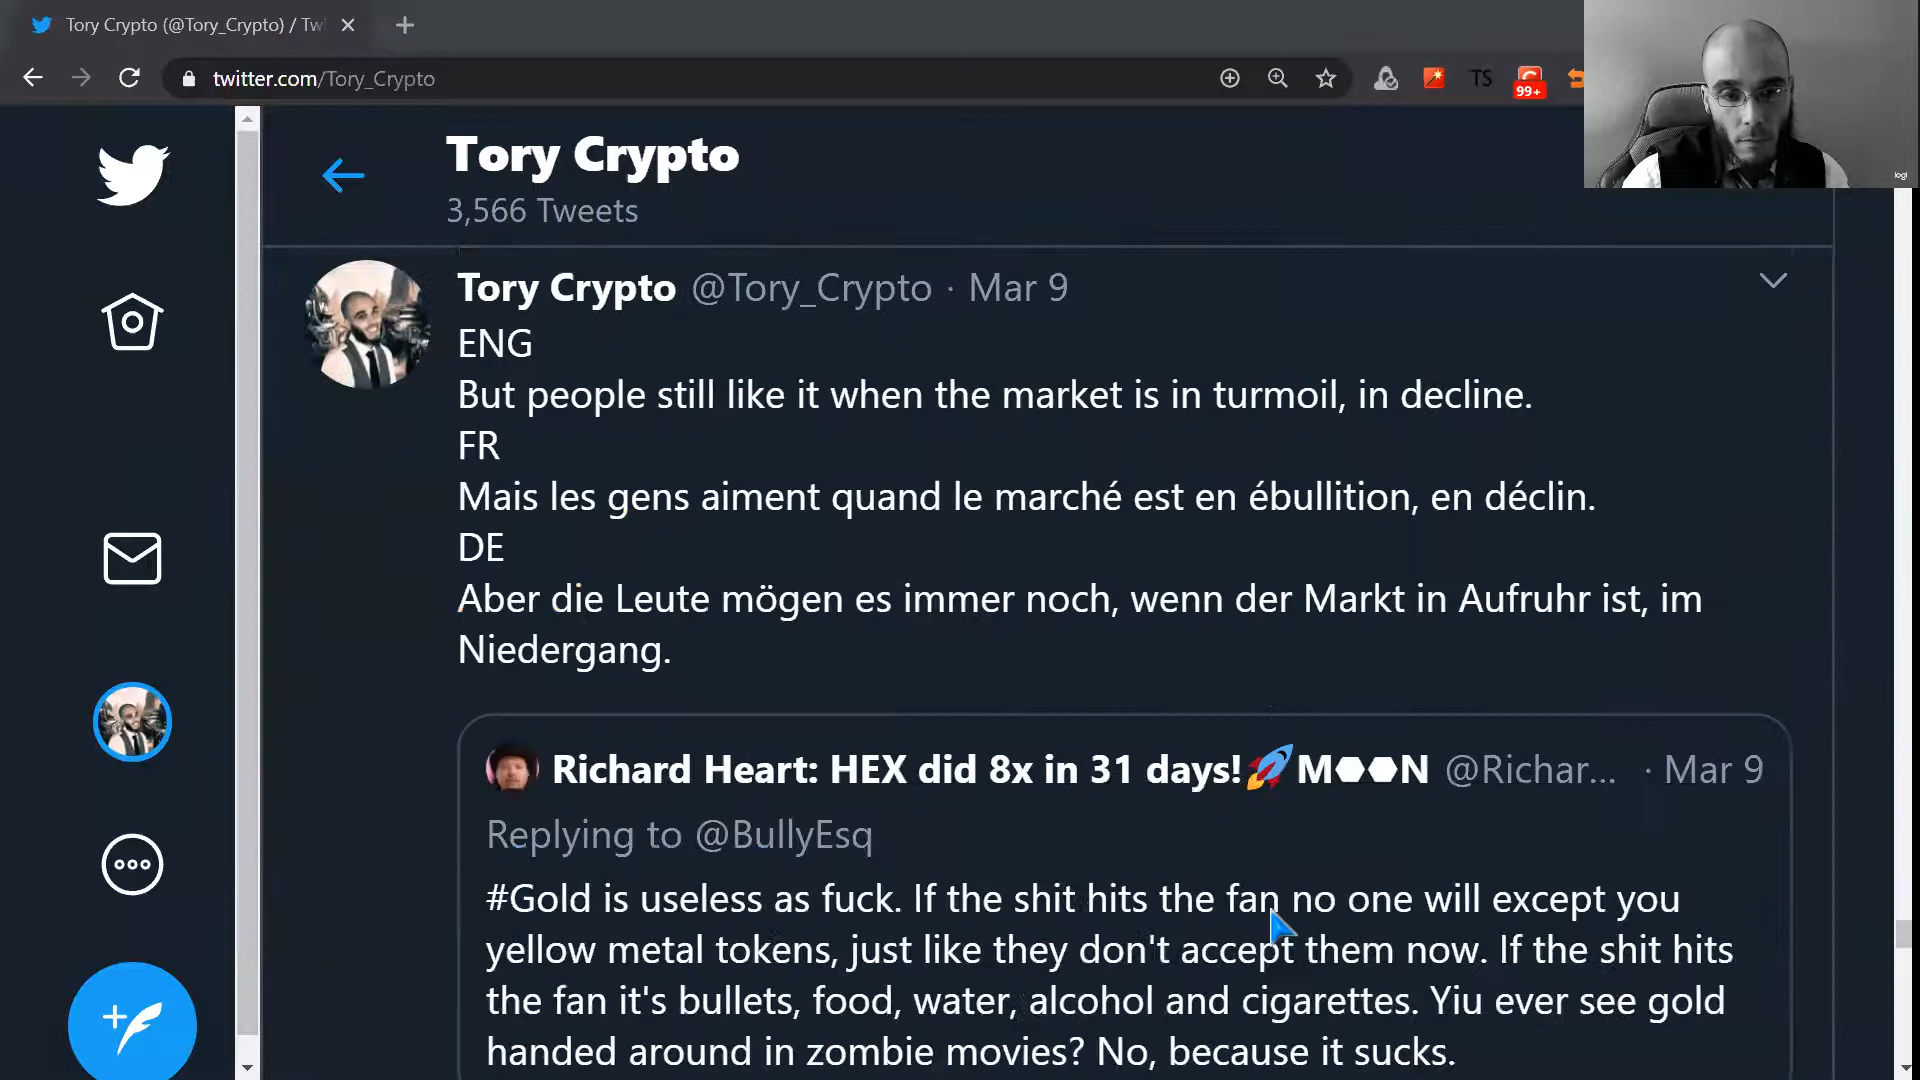 Tory Crypto (@Tory_Crypto) / Tw
twitter.com/Tory_Crypto
TS
99+
logi
Tory Crypto
3,566 Tweets
Tory Crypto @Tory_Crypto · Mar 9
ENG
But people still like it when the market is in turmoil, in decline.
FR
Mais les gens aiment quand le marché est en ébullition, en déclin.
DE
Aber die Leute mögen es immer noch, wenn der Markt in Aufruhr ist, im
Niedergang.
Richard Heart: HEX did 8x in 31 days!🚀M⬣⬣N @Richar... · Mar 9
Replying to @BullyEsq
#Gold is useless as fuck. If the shit hits the fan no one will except you
yellow metal tokens, just like they don't accept them now. If the shit hits
the fan it's bullets, food, water, alcohol and cigarettes. Yiu ever see gold
handed around in zombie movies? No, because it sucks.